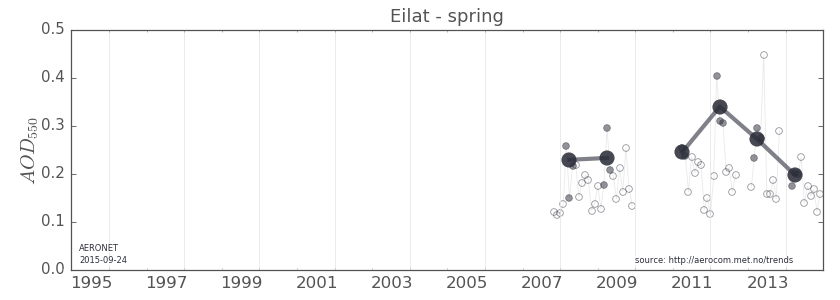 Eilat - spring
0.5
0.4
0.3
0.2
0.1
0.0
AOD550
AERONET
2015-09-24
source: http://aerocom.met.no/trends
1995 1997 1999 2001 2003 2005 2007 2009 2011 2013